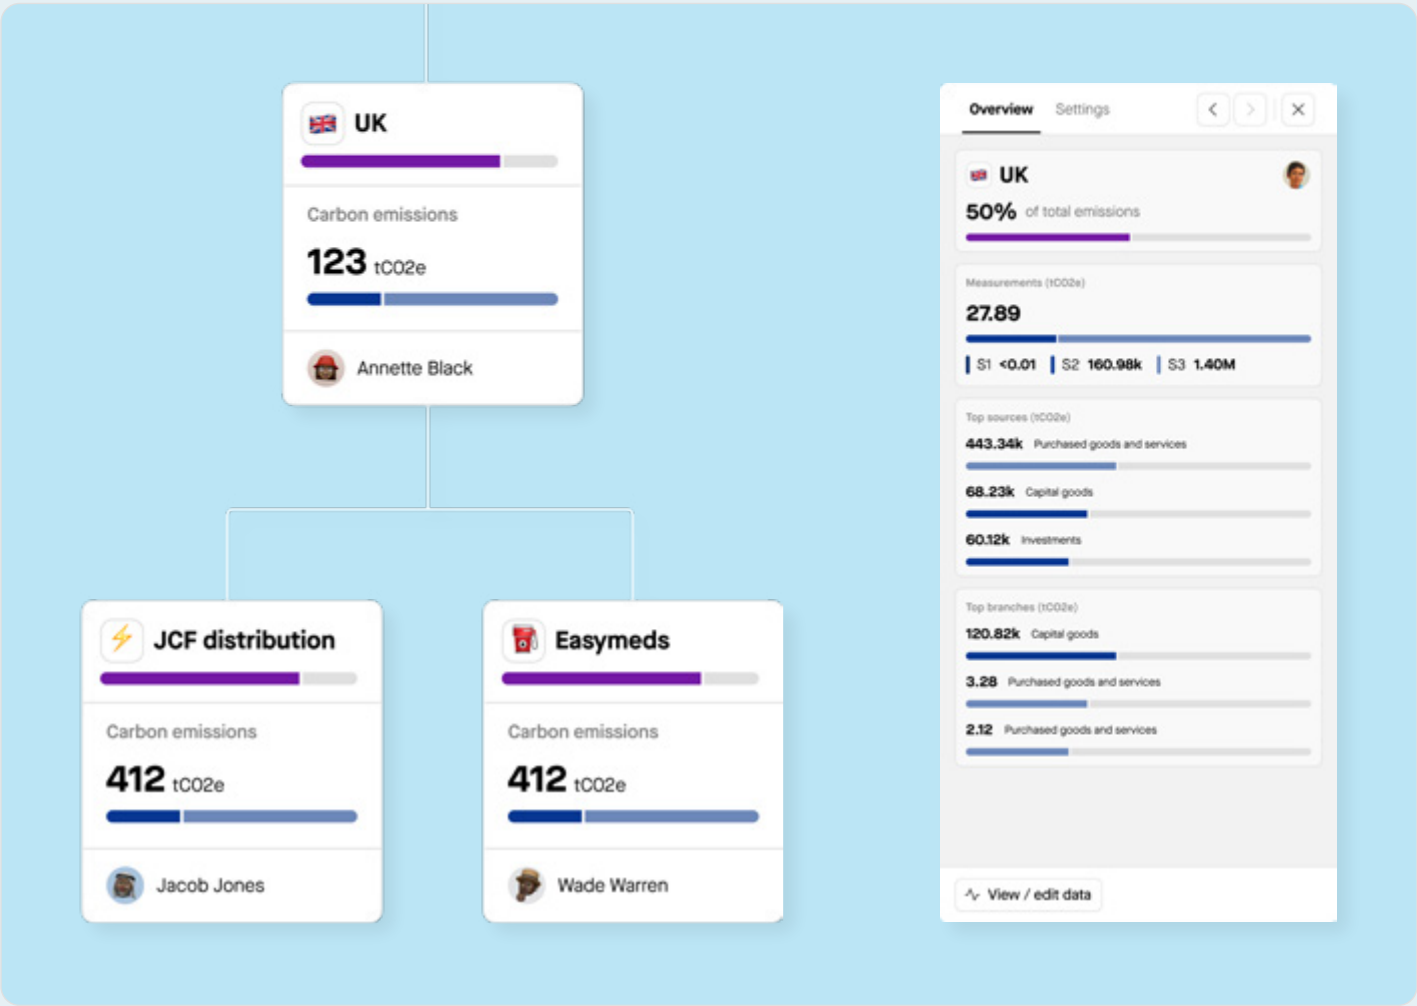 UK
Carbon emissions
123 tCO2e
Annette Black
JCF distribution
Carbon emissions
412 tCO2e
Jacob Jones
Easymeds
Carbon emissions
412 tCO2e
Wade Warren
Overview Settings
UK
50% of total emissions
Measurements (tCO2e)
27.89
S1 <0.01 S2 160.98k S3 1.40M
Top sources (tCO2e)
443.34k Purchased goods and services
68.23k Capital goods
60.12k Investments
Top branches (tCO2e)
120.82k Capital goods
3.28 Purchased goods and services
2.12 Purchased goods and services
View / edit data